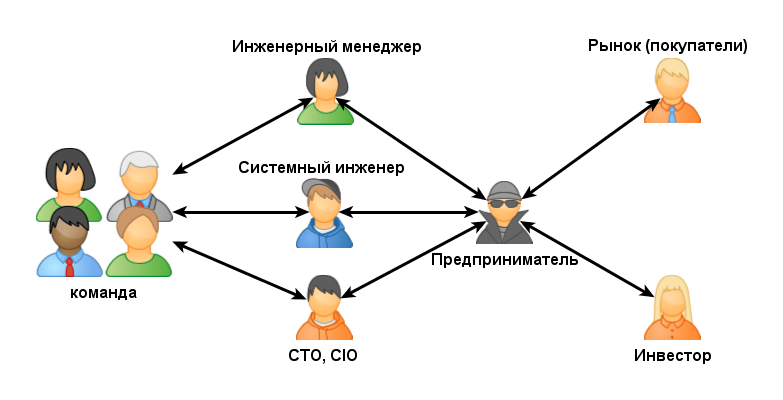 Инженерный менеджер
Рынок (покупатели)
Системный инженер
Предприниматель
команда
CTO, CIO
Инвестор